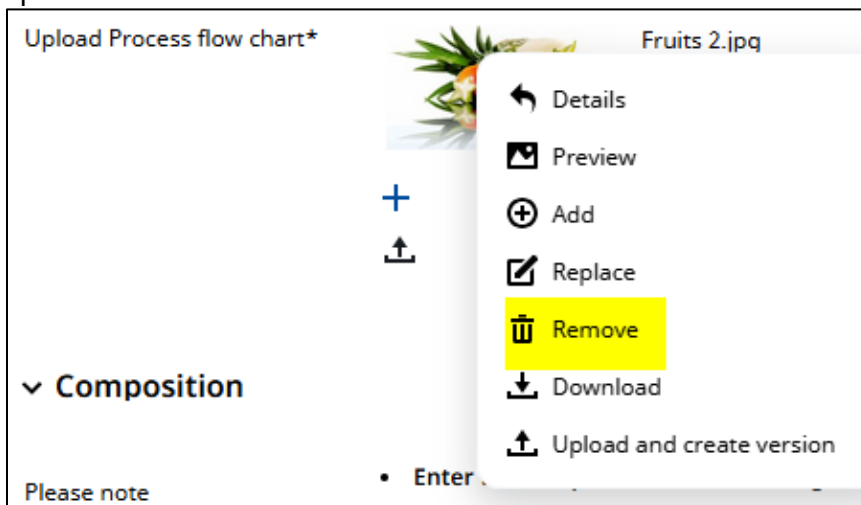 Upload Process flow chart*
Fruits 2.jpg
Details
Preview
Add
Replace
Remove
Composition
Download
Upload and create version
Please note
• Enter